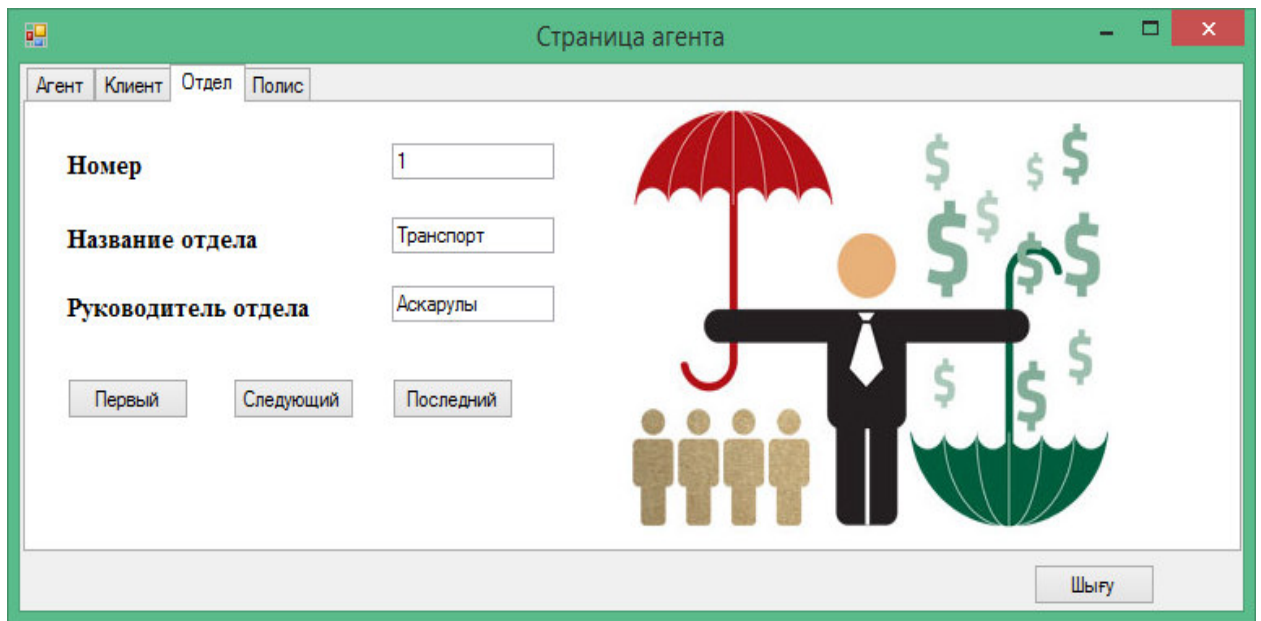 Страница агента
Агент Клиент Отдел Полис
Номер 1
Название отдела Транспорт
Руководитель отдела Аскарулы
Первый Следующий Последний
$ $ $ $ $ $ $ $ $ $ $
Шығу